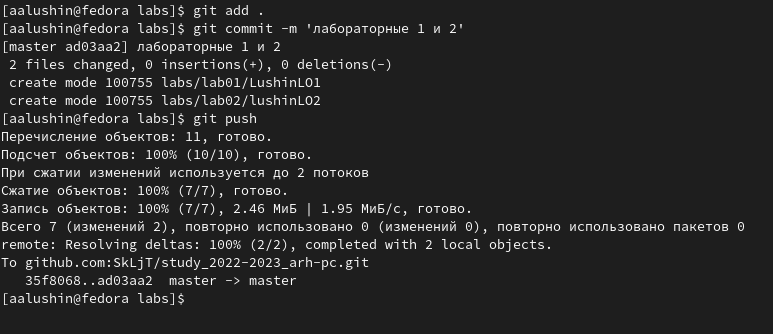 [aalushin@fedora labs]$ git add .
[aalushin@fedora labs]$ git commit -m 'лабораторные 1 и 2'
[master ad03aa2] лабораторные 1 и 2
 2 files changed, 0 insertions(+), 0 deletions(-)
 create mode 100755 labs/lab01/LushinLO1
 create mode 100755 labs/lab02/lushinLO2
[aalushin@fedora labs]$ git push
Перечисление объектов: 11, готово.
Подсчет объектов: 100% (10/10), готово.
При сжатии изменений используется до 2 потоков
Сжатие объектов: 100% (7/7), готово.
Запись объектов: 100% (7/7), 2.46 МиБ | 1.95 МиБ/с, готово.
Всего 7 (изменений 2), повторно использовано 0 (изменений 0), повторно использовано пакетов 0
remote: Resolving deltas: 100% (2/2), completed with 2 local objects.
To github.com:SkLjT/study_2022-2023_arh-pc.git
   35f8068..ad03aa2  master -> master
[aalushin@fedora labs]$